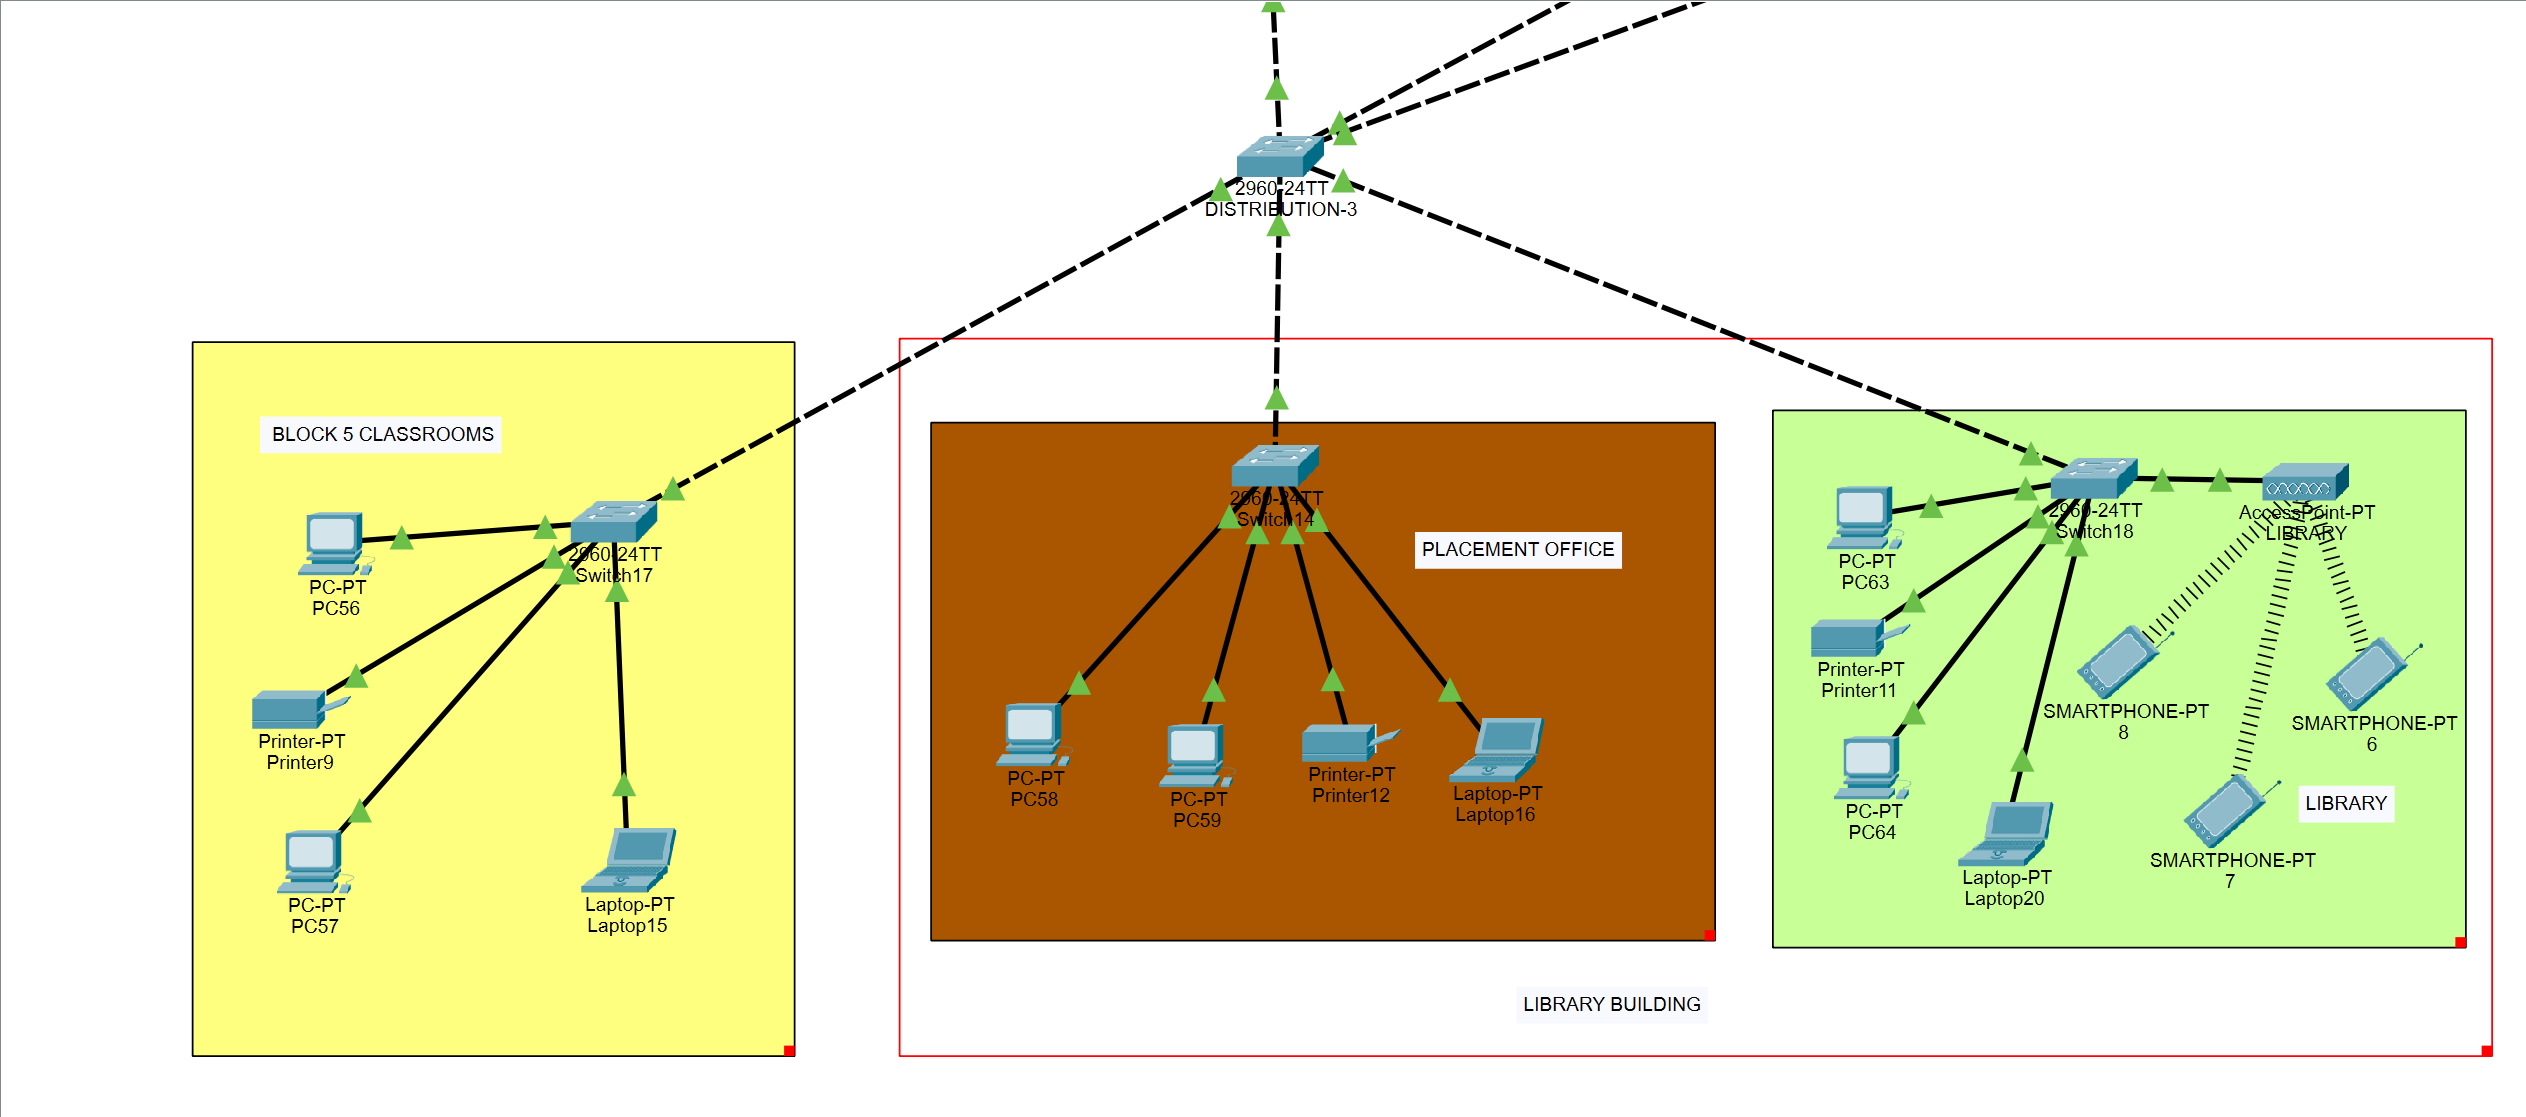 2960-24TT
DISTRIBUTION-3
BLOCK 5 CLASSROOMS
2960-24TT
Switch17
PC-PT
PC56
Printer-PT
Printer9
PC-PT
PC57
Laptop-PT
Laptop15
2960-24TT
Switch14
PLACEMENT OFFICE
PC-PT
PC58
PC-PT
PC59
Printer-PT
Printer12
Laptop-PT
Laptop16
2960-24TT
Switch18
AccessPoint-PT
LIBRARY
PC-PT
PC63
Printer-PT
Printer11
SMARTPHONE-PT
8
SMARTPHONE-PT
6
PC-PT
PC64
LIBRARY
SMARTPHONE-PT
7
Laptop-PT
Laptop20
LIBRARY BUILDING